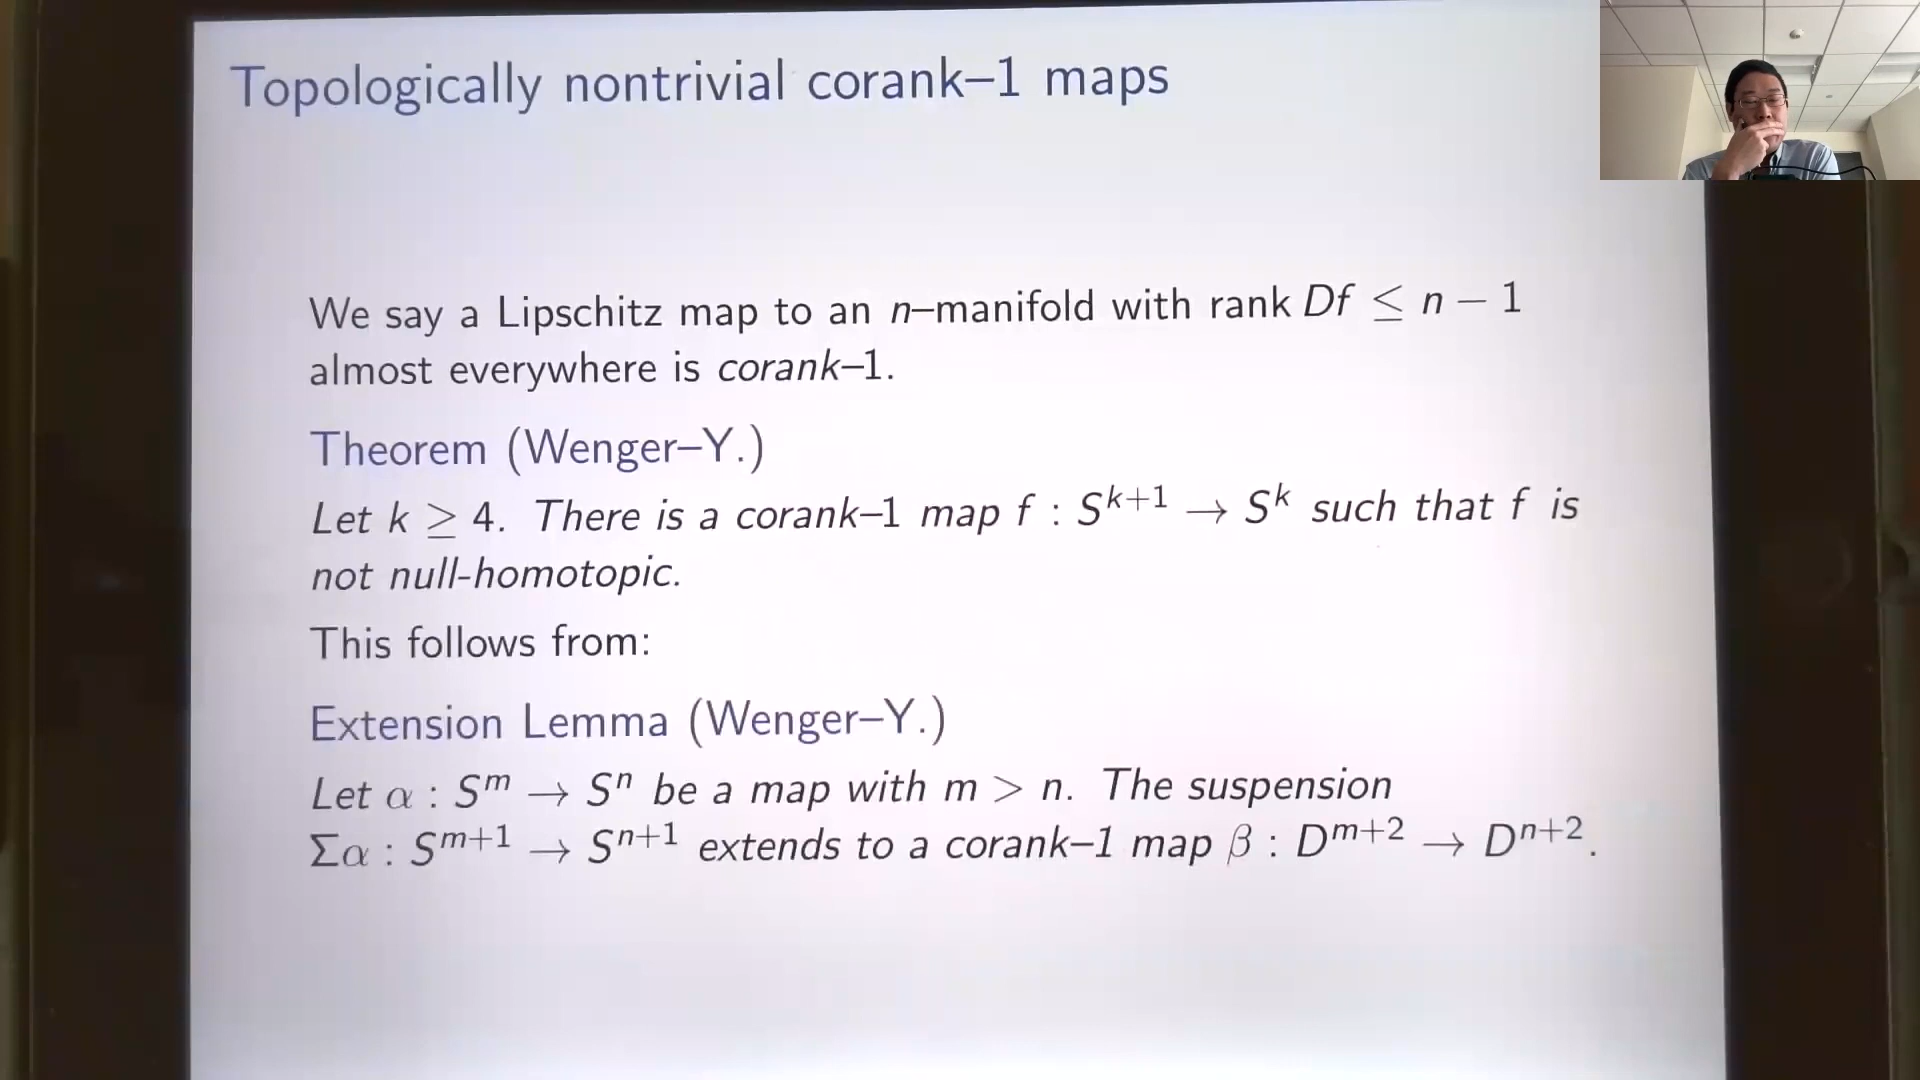 Topologically nontrivial corank–1 maps
We say a Lipschitz map to an n–manifold with rank Df ≤ n − 1
almost everywhere is corank–1.
Theorem (Wenger–Y.)
Let k ≥ 4. There is a corank–1 map f : S^{k+1} → S^k such that f is
not null-homotopic.
This follows from:
Extension Lemma (Wenger–Y.)
Let α : S^m → S^n be a map with m > n. The suspension
Σα : S^{m+1} → S^{n+1} extends to a corank–1 map β : D^{m+2} → D^{n+2}.